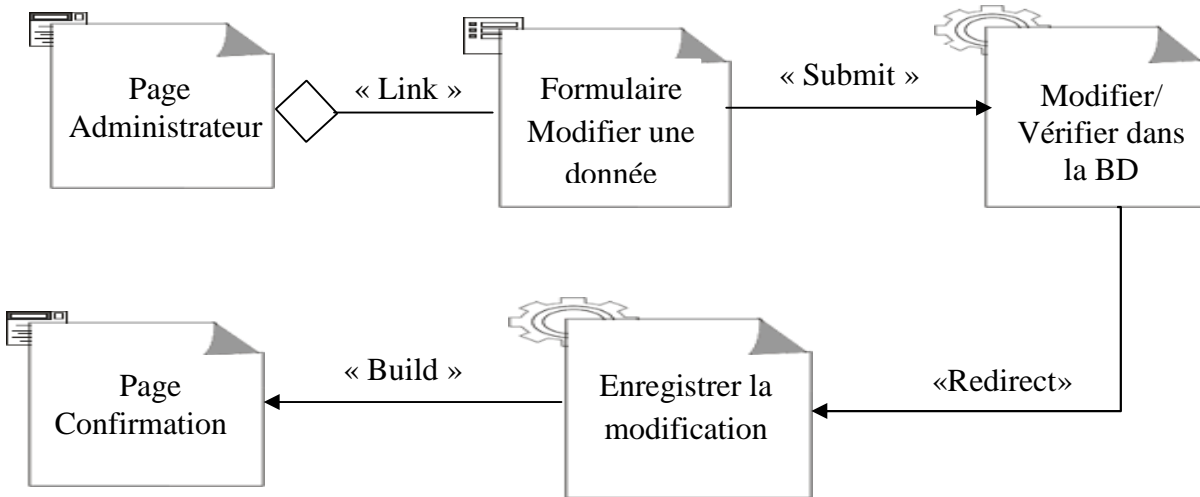 Page
Administrateur
« Link »
Formulaire
Modifier une
donnée
« Submit »
Modifier/
Vérifier dans
la BD
Page
Confirmation
« Build »
Enregistrer la
modification
«Redirect»